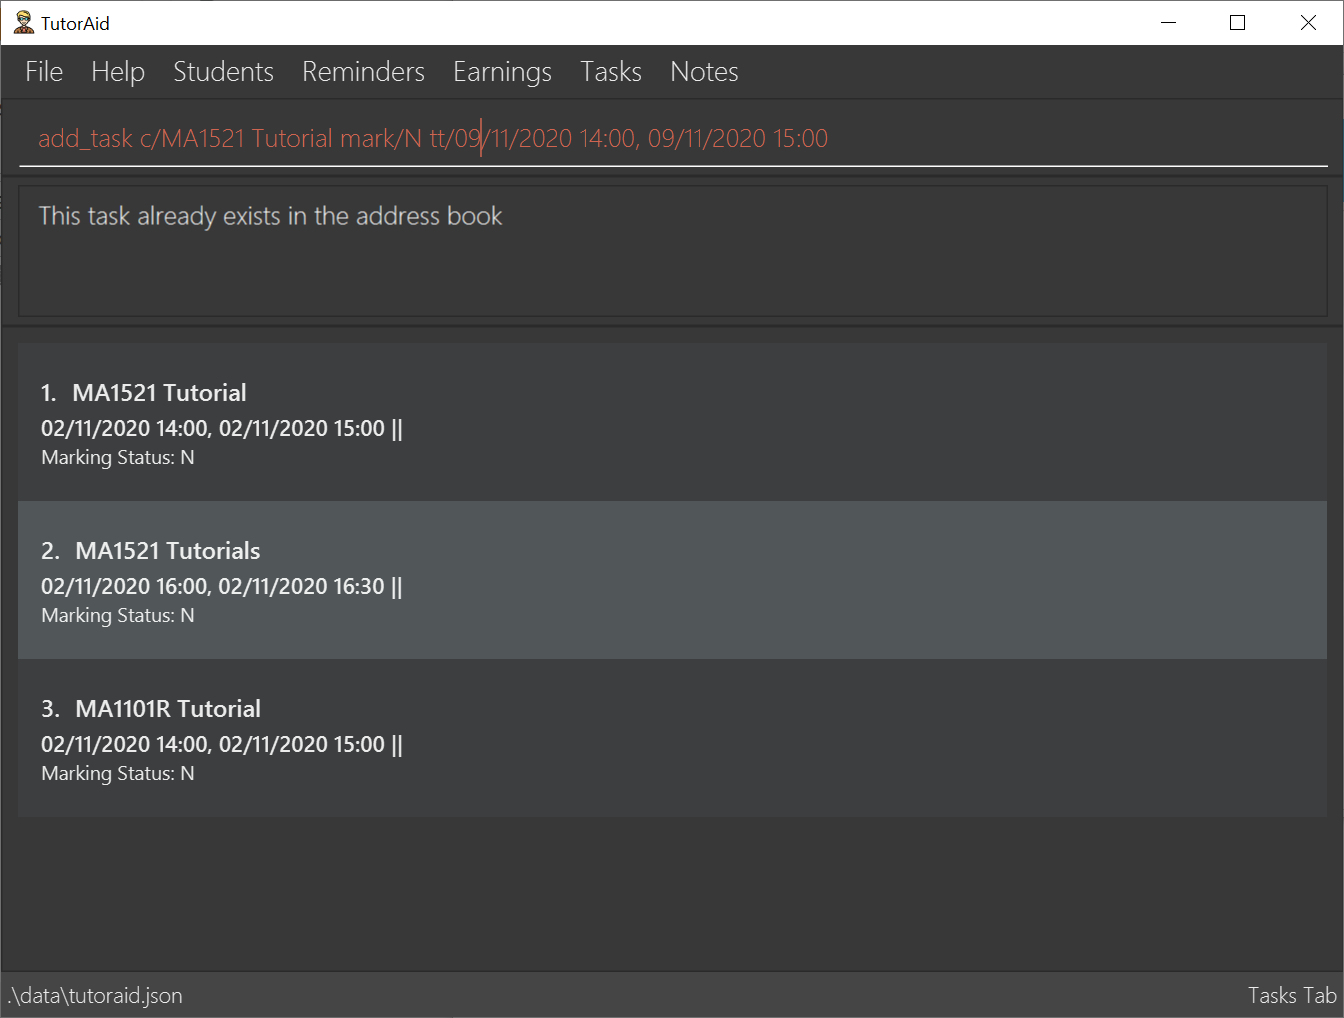 TutorAid
File Help Students Reminders Earnings Tasks Notes
add_task c/MA1521 Tutorial mark/N tt/09/11/2020 14:00, 09/11/2020 15:00
This task already exists in the address book
1. MA1521 Tutorial
02/11/2020 14:00, 02/11/2020 15:00 ||
Marking Status: N
2. MA1521 Tutorials
02/11/2020 16:00, 02/11/2020 16:30 ||
Marking Status: N
3. MA1101R Tutorial
02/11/2020 14:00, 02/11/2020 15:00 ||
Marking Status: N
.\data\tutoraid.json Tasks Tab